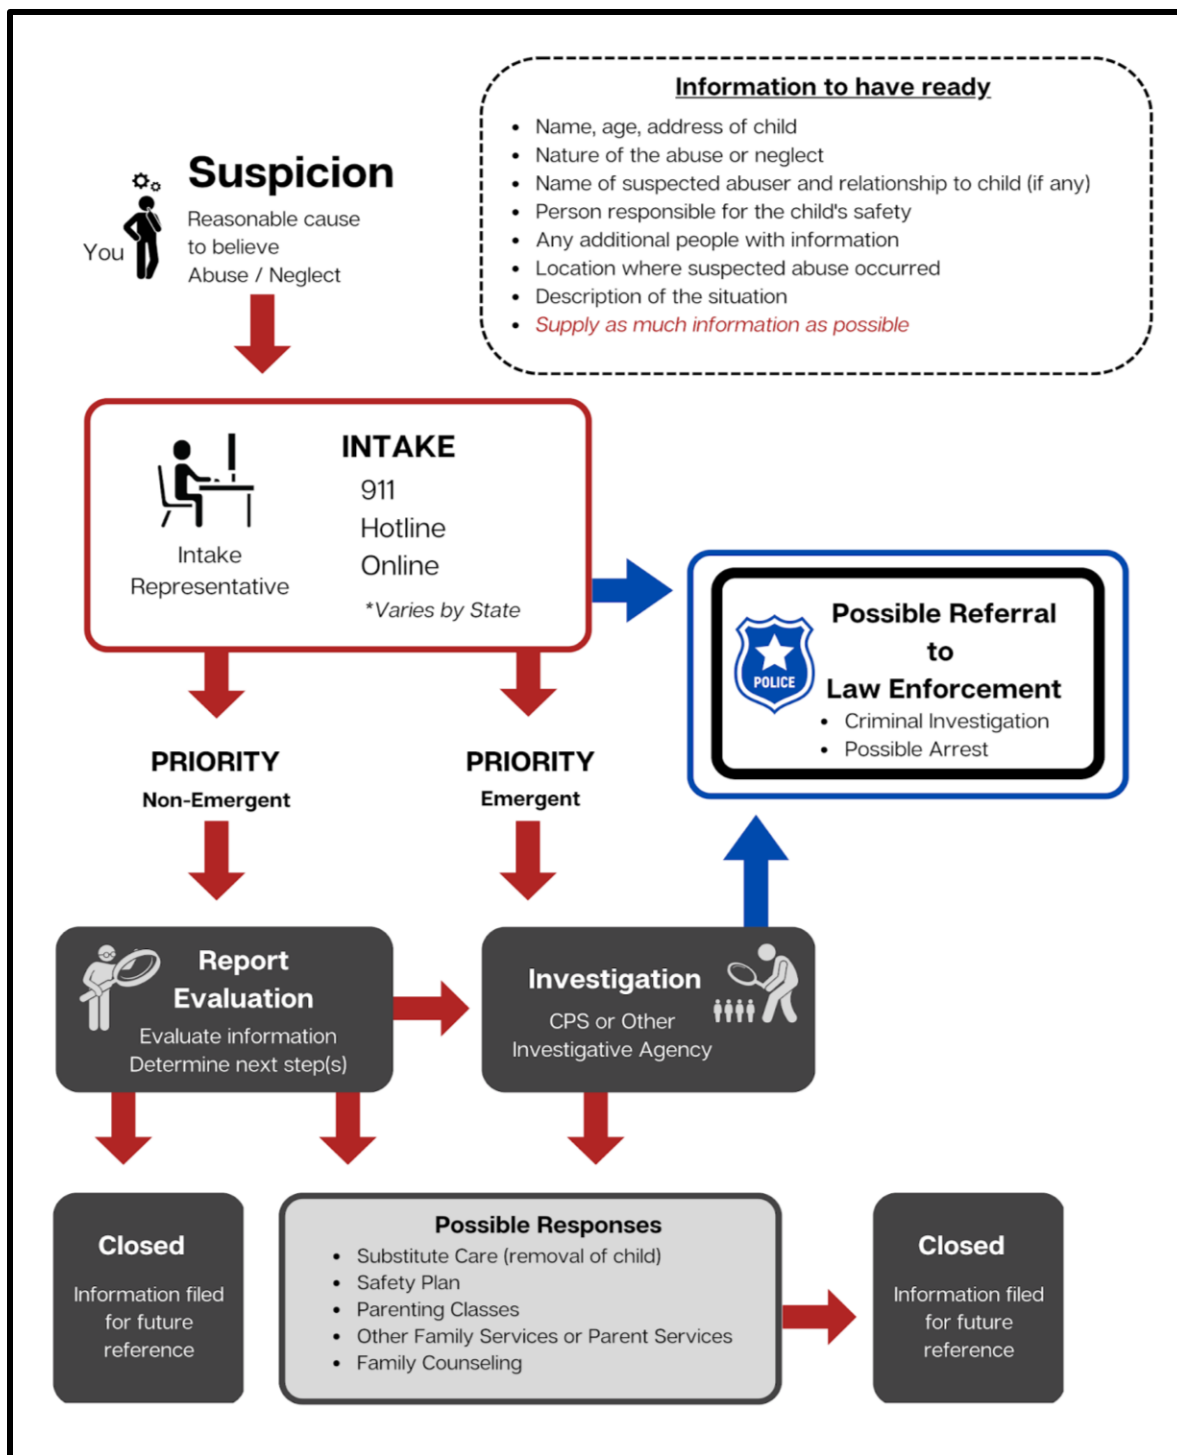 Information to have ready
• Name, age, address of child
• Nature of the abuse or neglect
• Name of suspected abuser and relationship to child (if any)
• Person responsible for the child's safety
• Any additional people with information
• Location where suspected abuse occurred
• Description of the situation
• Supply as much information as possible
You
Suspicion
Reasonable cause
to believe
Abuse / Neglect
Intake
Representative
INTAKE
911
Hotline
Online
*Varies by State
POLICE
Possible Referral
to
Law Enforcement
• Criminal Investigation
• Possible Arrest
PRIORITY
Non-Emergent
PRIORITY
Emergent
Report
Evaluation
Evaluate information
Determine next step(s)
Investigation
CPS or Other
Investigative Agency
Closed
Information filed
for future
reference
Possible Responses
• Substitute Care (removal of child)
• Safety Plan
• Parenting Classes
• Other Family Services or Parent Services
• Family Counseling
Closed
Information filed
for future
reference